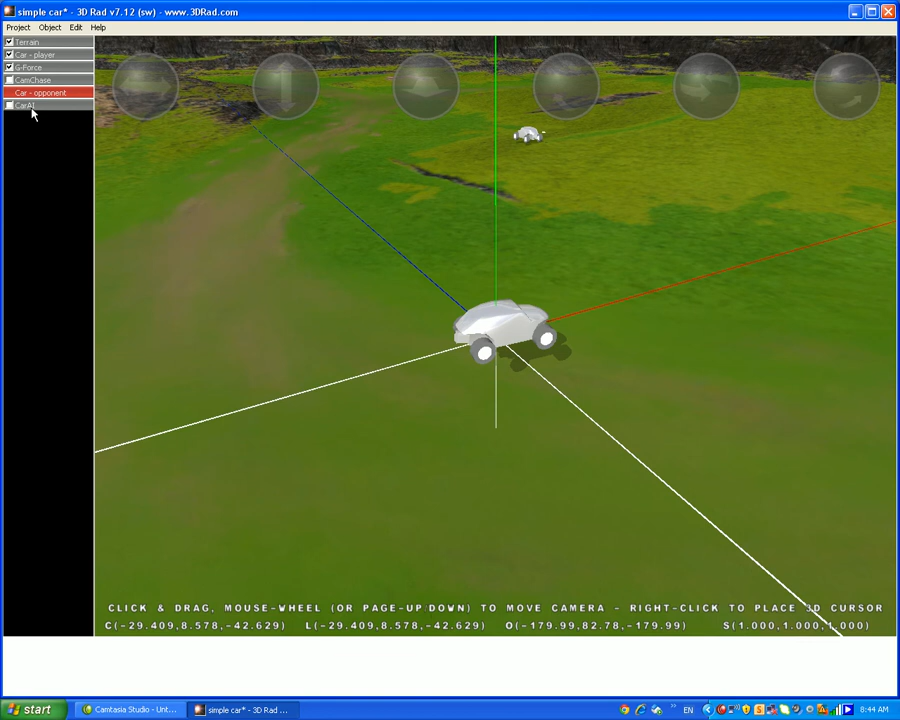 simple car* - 3D Rad v7.12 (sw) - www.3DRad.com
Project Object Edit Help
Terrain
Car - player
G-Force
CamChase
Car - opponent
CarAI
CLICK & DRAG, MOUSE-WHEEL (OR PAGE-UP DOWN) TO MOVE CAMERA - RIGHT-CLICK TO PLACE 3D CURSOR
C(-29.409,8.578,-42.629) L(-29.409,8.578,-42.629) O(-179.99,82.78,-179.99) S(1.000,1.000,1.000)
start Camtasia Studio - Unt... simple car* - 3D Rad ... EN 8:44 AM